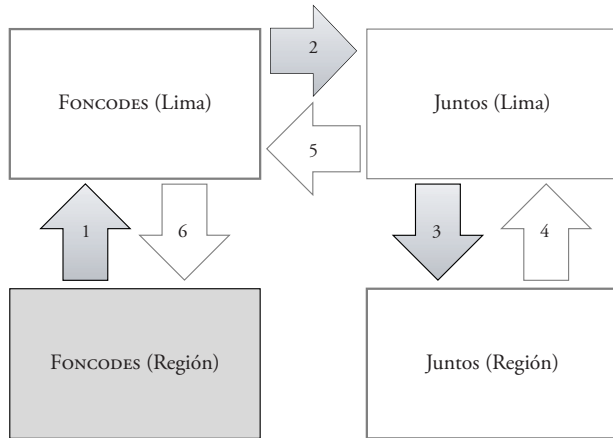 2
FONCODES (Lima)
Juntos (Lima)
5
1
6
3
4
FONCODES (Región)
Juntos (Región)